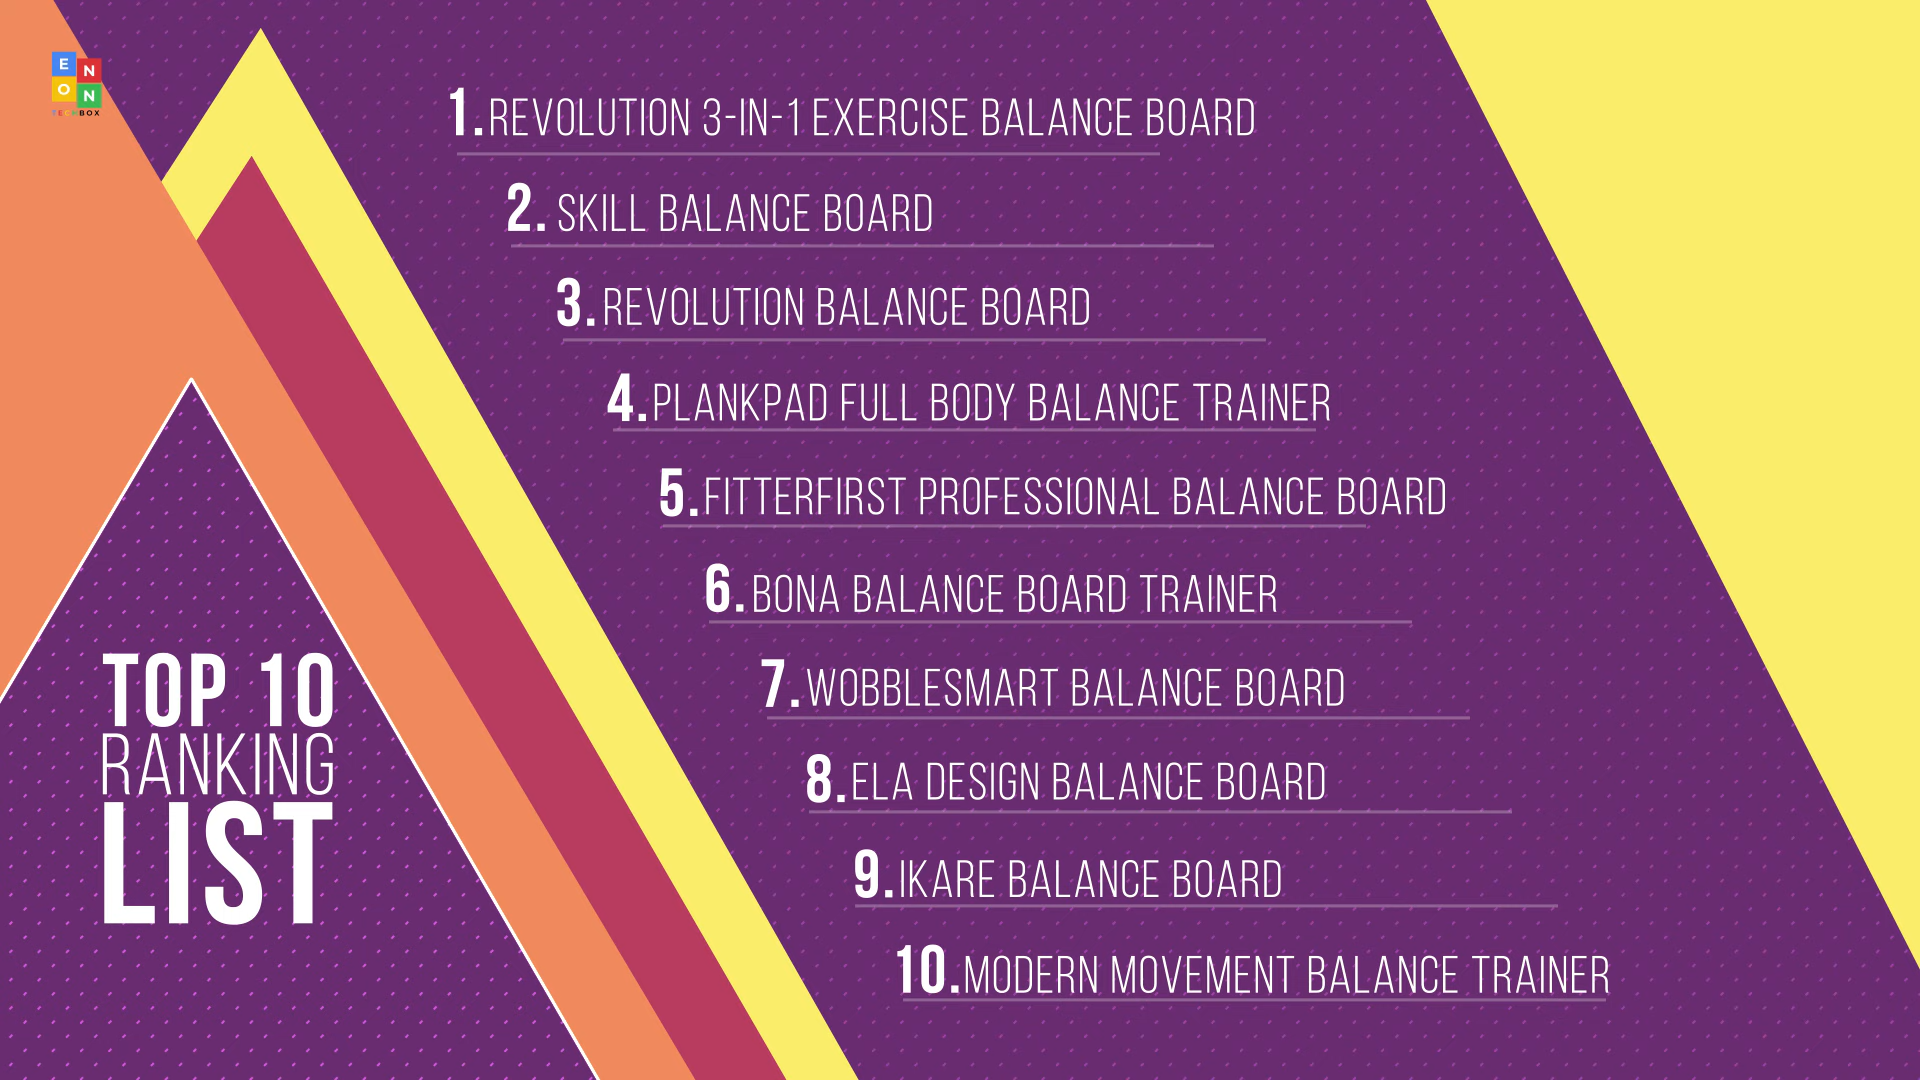 E N
O N
TECHBOX
1. REVOLUTION 3-IN-1 EXERCISE BALANCE BOARD
2. SKILL BALANCE BOARD
3. REVOLUTION BALANCE BOARD
4. PLANKPAD FULL BODY BALANCE TRAINER
5. FITTERFIRST PROFESSIONAL BALANCE BOARD
6. BONA BALANCE BOARD TRAINER
7. WOBBLESMART BALANCE BOARD
8. ELA DESIGN BALANCE BOARD
9. IKARE BALANCE BOARD
10. MODERN MOVEMENT BALANCE TRAINER
TOP 10
RANKING
LIST